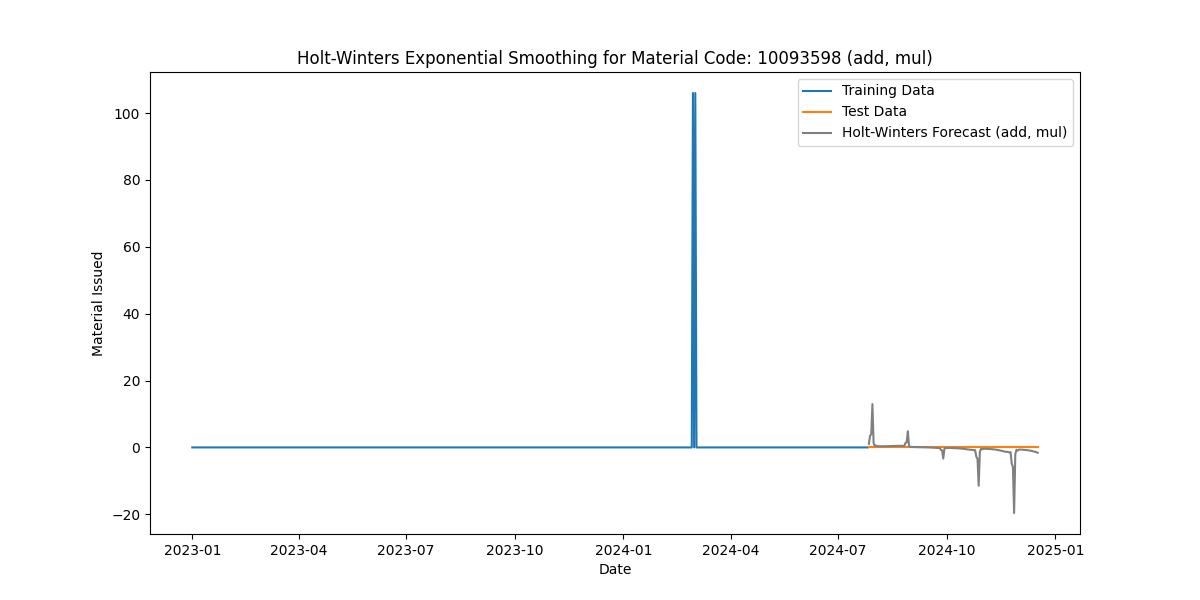 Holt-Winters Exponential Smoothing for Material Code: 10093598 (add, mul)
Training Data
Test Data
Holt-Winters Forecast (add, mul)
Material Issued
100
80
60
40
20
0
−20
2023-01
2023-04
2023-07
2023-10
2024-01
2024-04
2024-07
2024-10
2025-01
Date